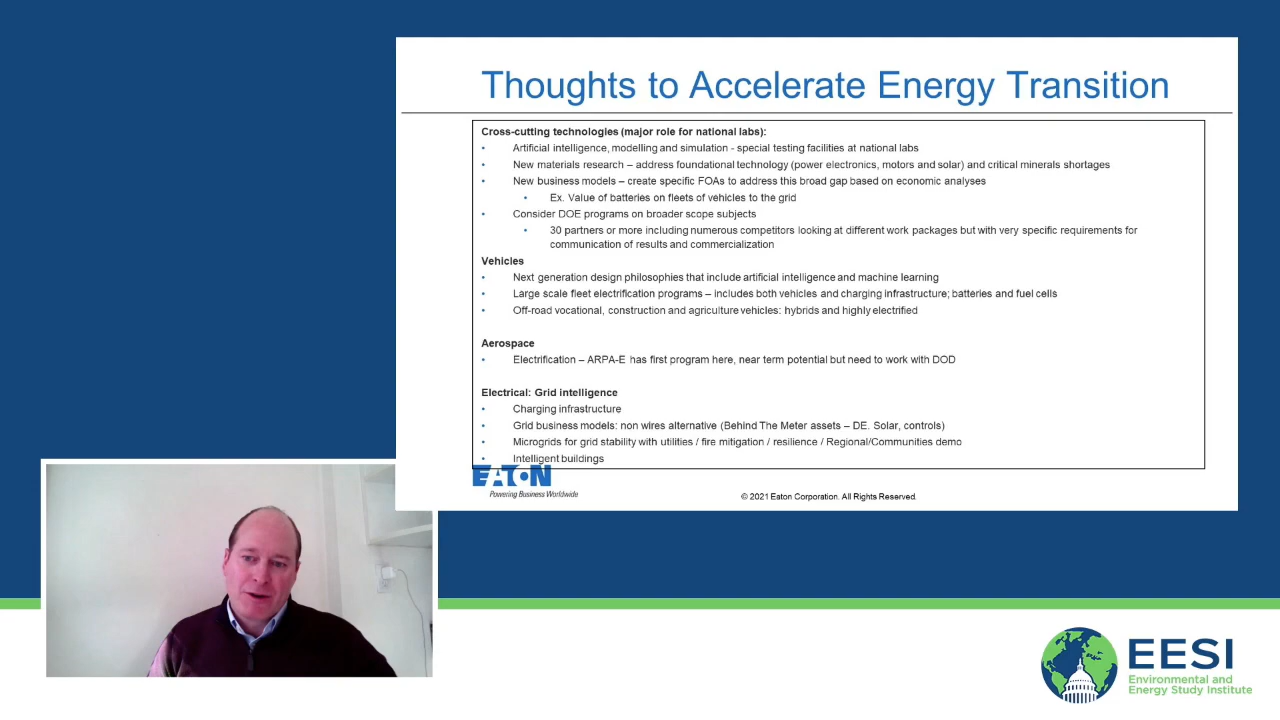 Thoughts to Accelerate Energy Transition
Cross-cutting technologies (major role for national labs):
• Artificial intelligence, modelling and simulation - special testing facilities at national labs
• New materials research – address foundational technology (power electronics, motors and solar) and critical minerals shortages
• New business models – create specific FOAs to address this broad gap based on economic analyses
• Ex. Value of batteries on fleets of vehicles to the grid
• Consider DOE programs on broader scope subjects
• 30 partners or more including numerous competitors looking at different work packages but with very specific requirements for
communication of results and commercialization
Vehicles
• Next generation design philosophies that include artificial intelligence and machine learning
• Large scale fleet electrification programs – includes both vehicles and charging infrastructure; batteries and fuel cells
• Off-road vocational, construction and agriculture vehicles: hybrids and highly electrified
Aerospace
• Electrification – ARPA-E has first program here, near term potential but need to work with DOD
Electrical: Grid intelligence
• Charging infrastructure
• Grid business models: non wires alternative (Behind The Meter assets – DE. Solar, controls)
• Microgrids for grid stability with utilities / fire mitigation / resilience / Regional/Communities demo
• Intelligent buildings
EATON
Powering Business Worldwide
© 2021 Eaton Corporation. All Rights Reserved.
EESI
Environmental and
Energy Study Institute